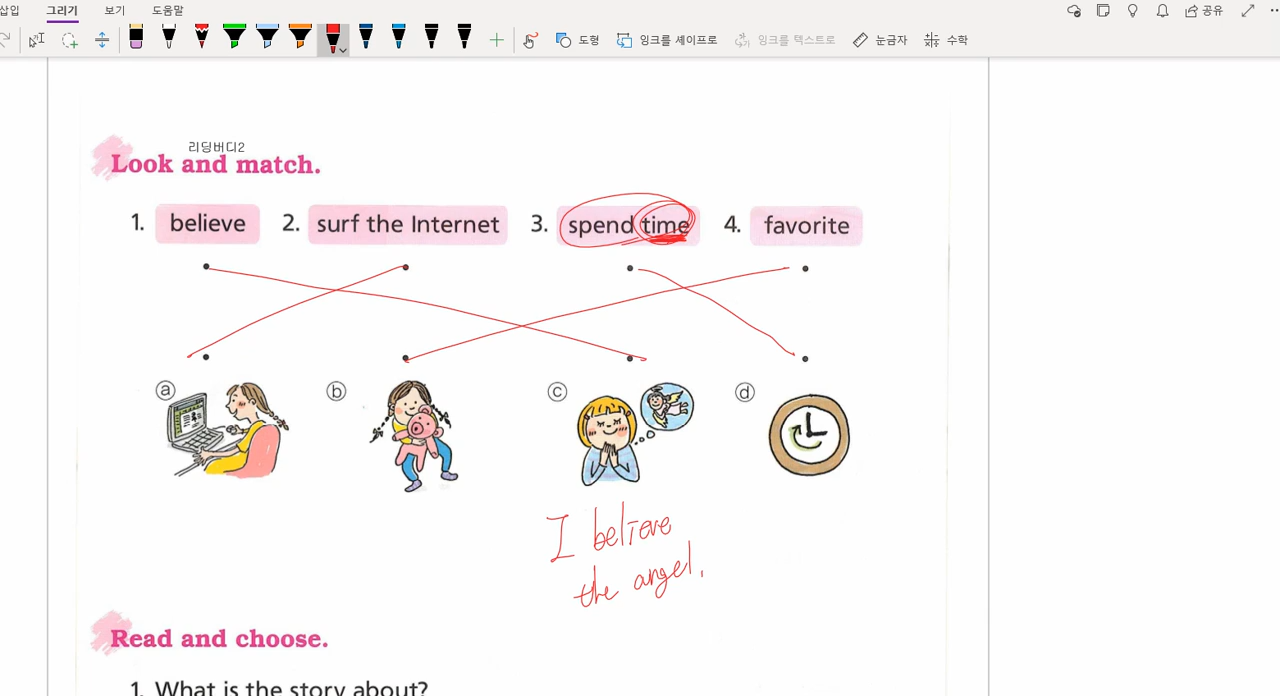 삽입 그리기 보기 도움말 공유
도형 잉크를 셰이프로 잉크를 텍스트로 눈금자 수학
리딩버디2
Look and match.
1. believe 2. surf the Internet 3. spend time 4. favorite
ⓐ ⓑ ⓒ ⓓ
I believe
the angel.
Read and choose.
1. What is the story about?